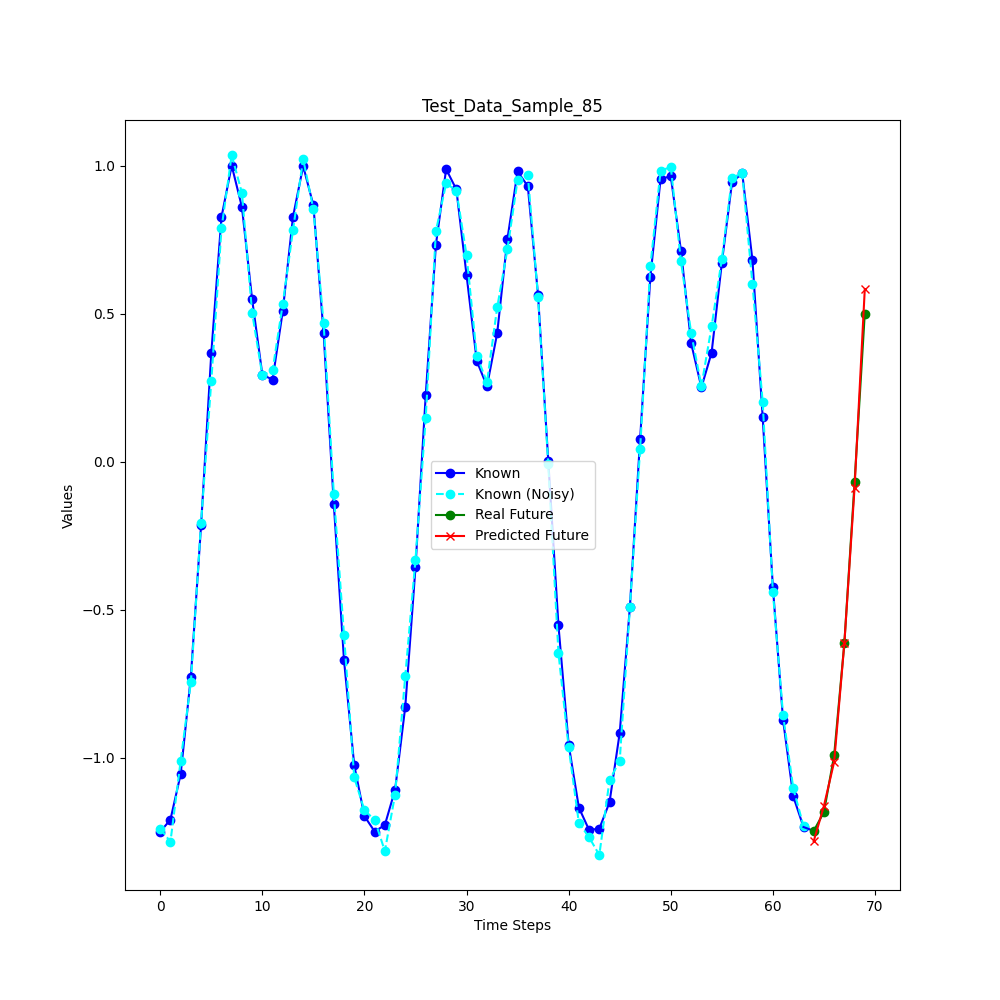 Test_Data_Sample_85
Values
1.0
0.5
0.0
−0.5
−1.0
Known
Known (Noisy)
Real Future
Predicted Future
0 10 20 30 40 50 60 70
Time Steps